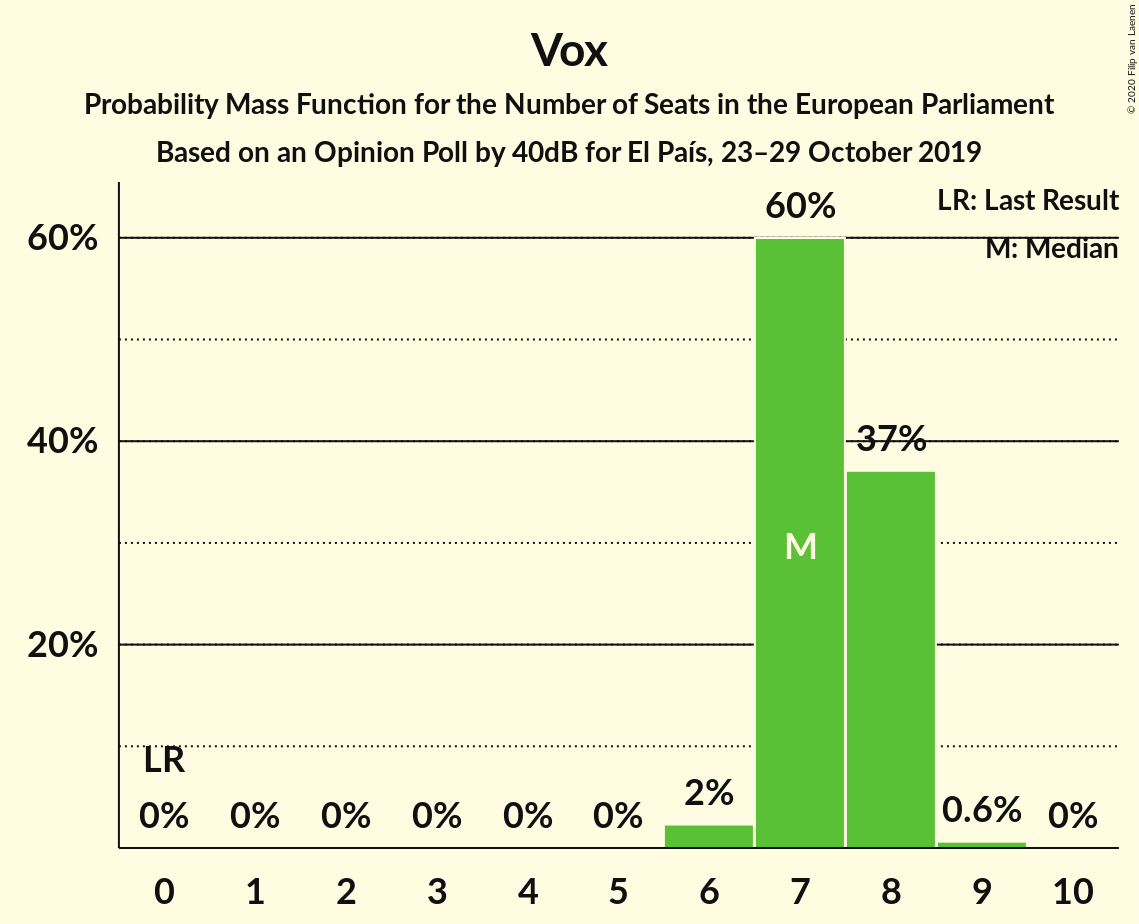 Vox
Probability Mass Function for the Number of Seats in the European Parliament
Based on an Opinion Poll by 40dB for El País, 23–29 October 2019
© 2020 Filip van Laenen
LR: Last Result
M: Median
60%
40%
20%
60%
37%
M
LR
0%
0%
0%
0%
0%
0%
2%
0.6%
0%
0 1 2 3 4 5 6 7 8 9 10